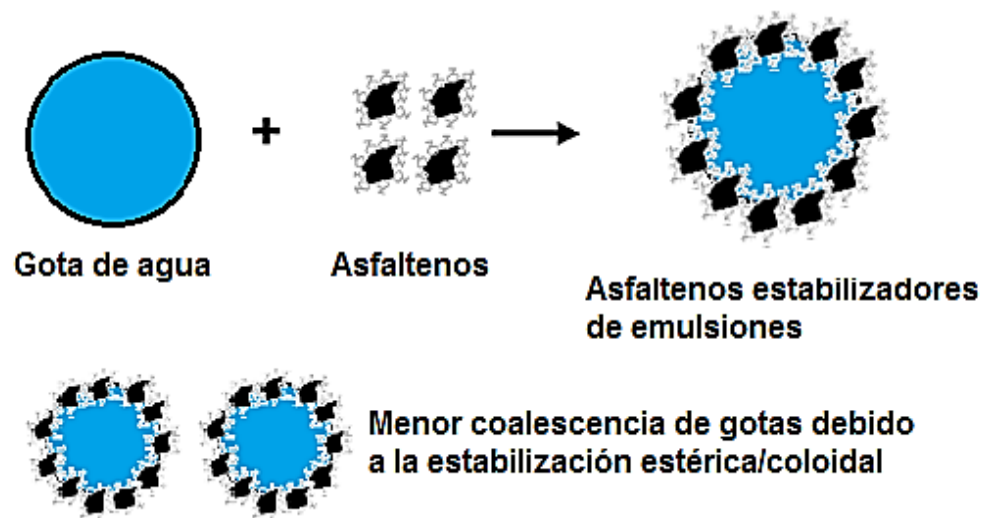 +
Gota de agua
Asfaltenos
Asfaltenos estabilizadores
de emulsiones
Menor coalescencia de gotas debido
a la estabilización estérica/coloidal